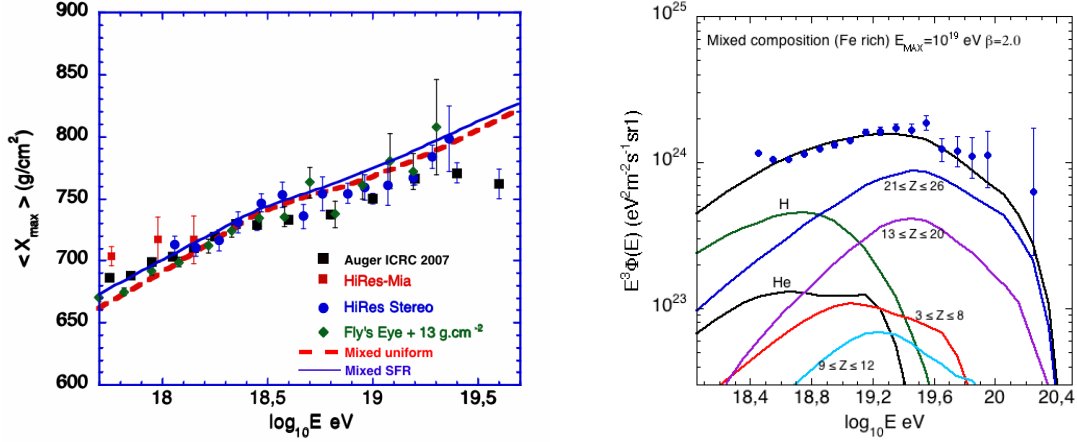 900
850
800
750
700
650
600
< X_max > (g/cm²)
18
18,5
19
19,5
log₁₀E eV
Auger ICRC 2007
HiRes-Mia
HiRes Stereo
Fly's Eye + 13 g.cm⁻²
Mixed uniform
Mixed SFR
10²⁵
10²⁴
10²³
E³Φ(E) (eV²m⁻²s⁻¹sr1)
Mixed composition (Fe rich) E_MAX=10¹⁹ eV β=2.0
21≤ Z ≤ 26
H
13 ≤ Z ≤ 20
He
3 ≤ Z ≤ 8
9 ≤ Z ≤ 12
18,4
18,8
19,2
19,6
20
20,4
log₁₀E eV